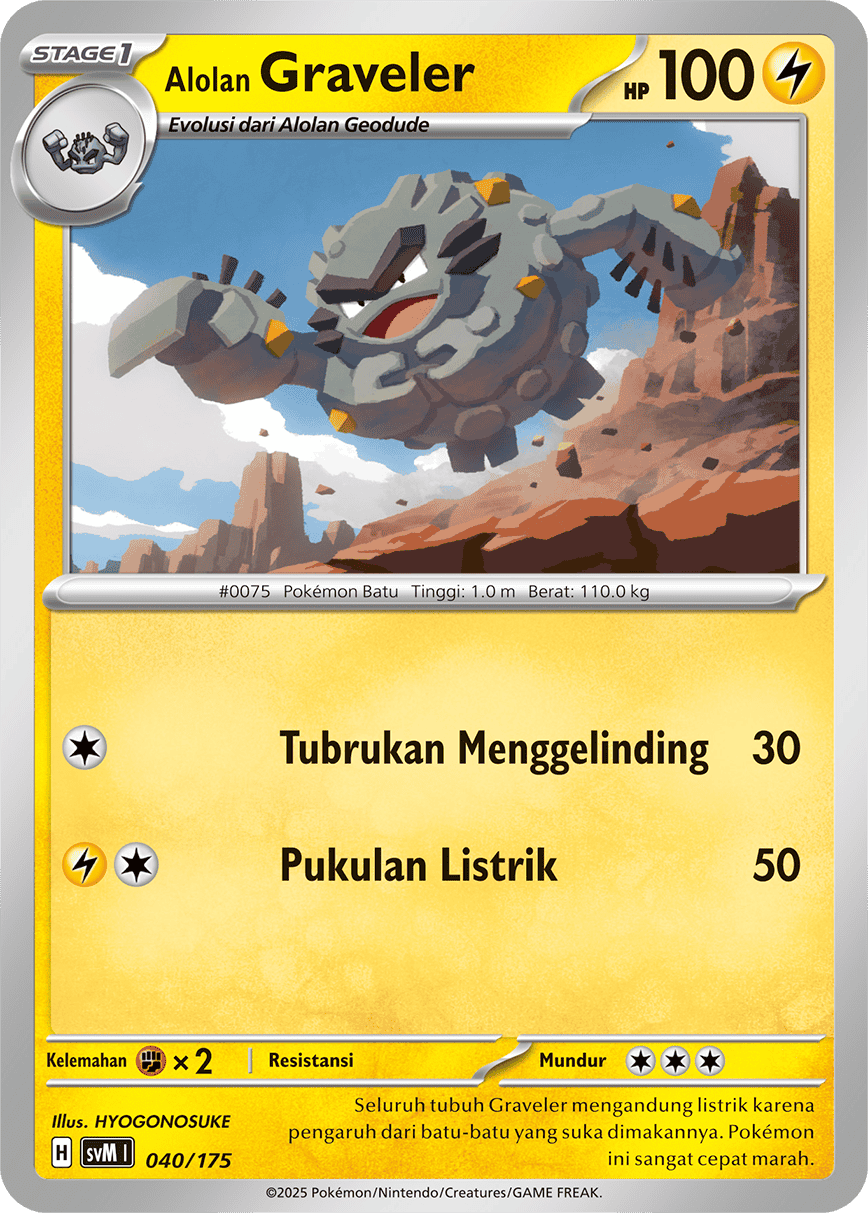 STAGE1
Alolan Graveler HP 100
Evolusi dari Alolan Geodude
#0075 Pokémon Batu Tinggi: 1.0 m Berat: 110.0 kg
Tubrukan Menggelinding 30
Pukulan Listrik 50
Kelemahan ×2 Resistansi Mundur
Illus. HYOGONOSUKE
H svM I 040/175
Seluruh tubuh Graveler mengandung listrik karena
pengaruh dari batu-batu yang suka dimakannya. Pokémon
ini sangat cepat marah.
©2025 Pokémon/Nintendo/Creatures/GAME FREAK.